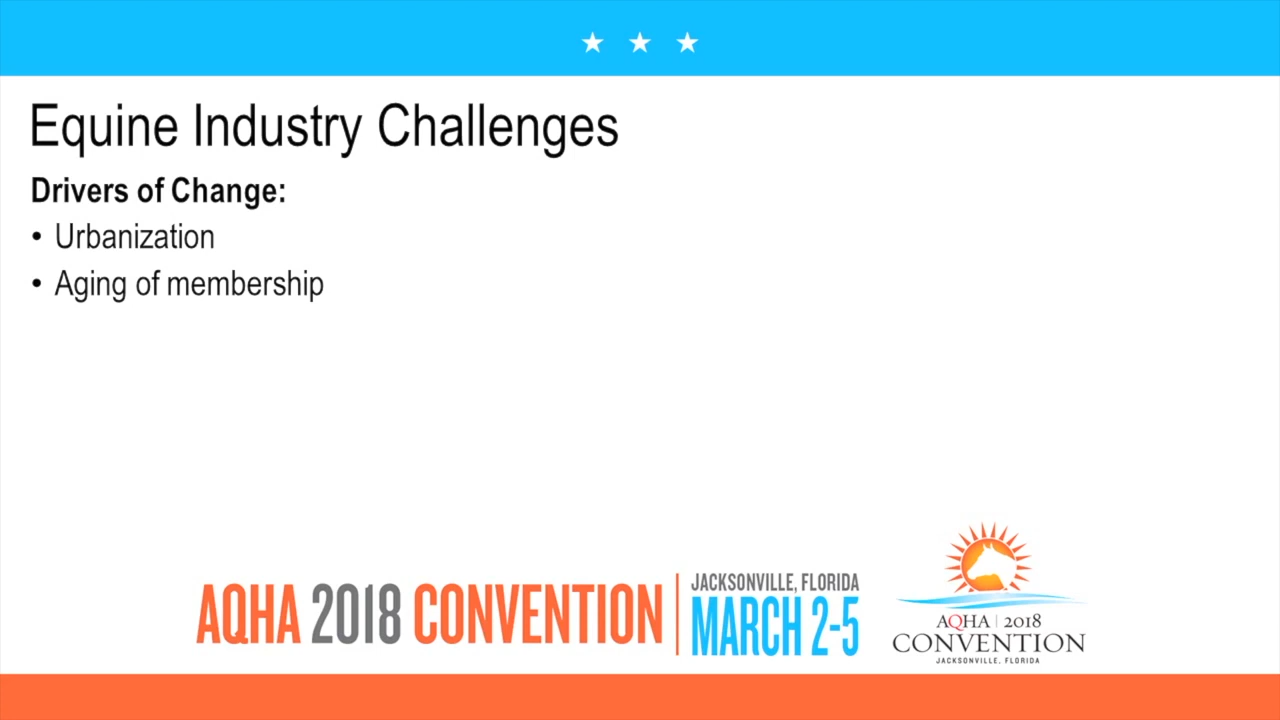 Equine Industry Challenges
Drivers of Change:
• Urbanization
• Aging of membership
AQHA 2018 CONVENTION
JACKSONVILLE, FLORIDA
MARCH 2-5
AQHA | 2018
CONVENTION
JACKSONVILLE, FLORIDA